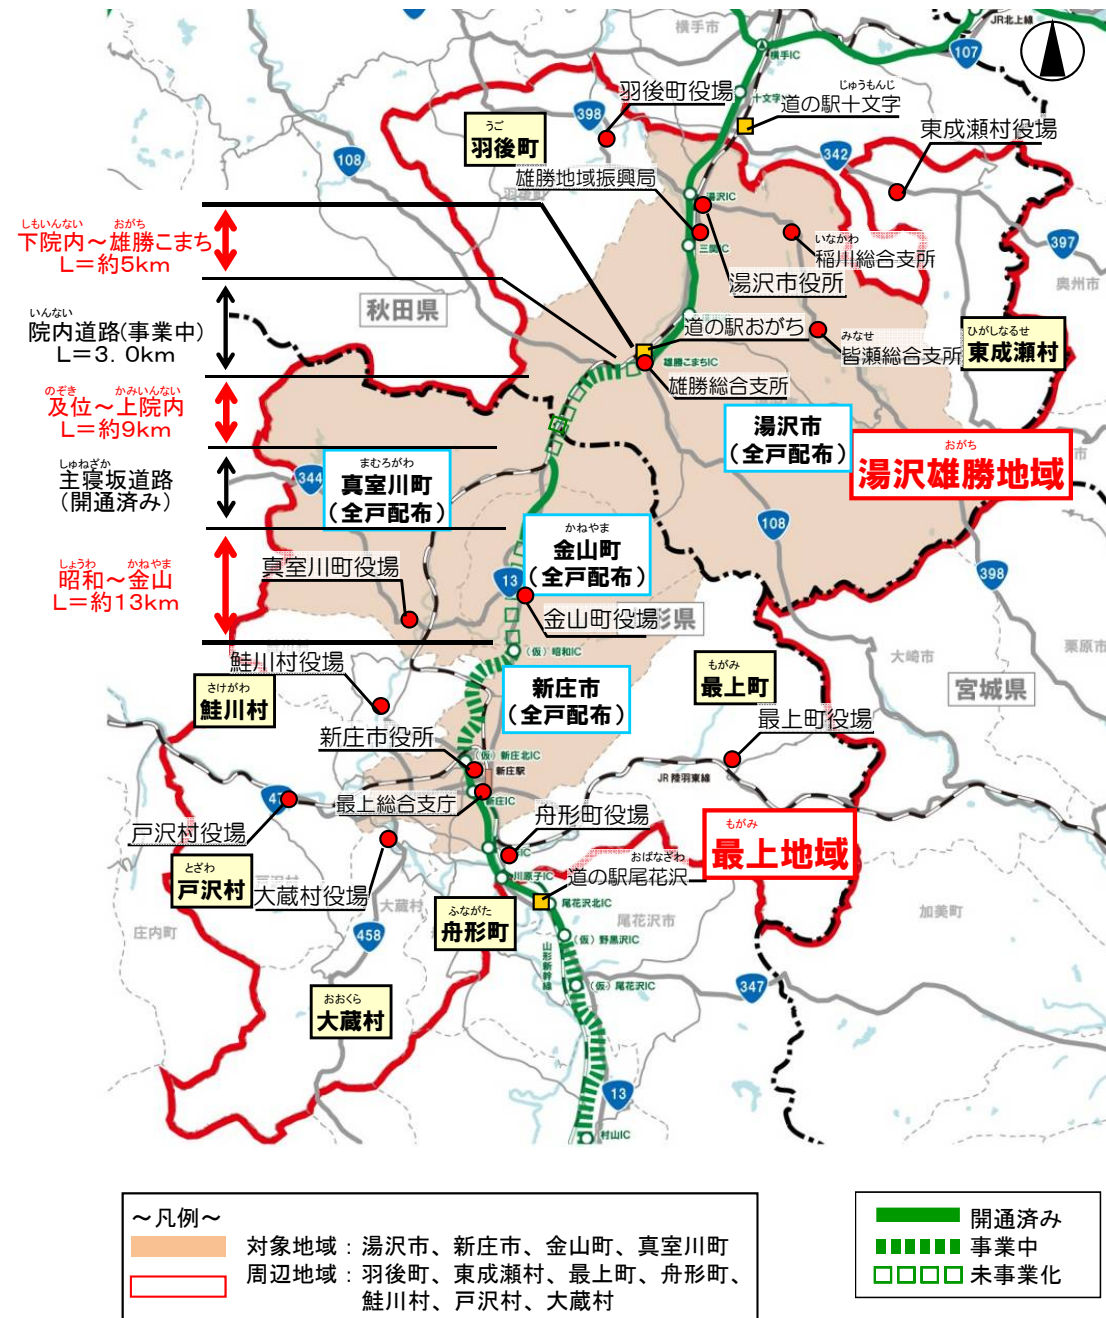 横手市
JR北上線
107
横手IC
うご
羽後町
398
羽後町役場
十文字
じゅうもんじ
道の駅十文字
342
東成瀬村役場
108
羽後町
雄勝地域振興局
湯沢IC
三関IC
いなかわ
稲川総合支所
湯沢市役所
397
奥州市
しもいんない おがち
下院内～雄勝こまち
L=約5km
秋田県
いんない
院内道路(事業中)
L=3. 0km
道の駅おがち
みなせ
皆瀬総合支所
ひがしなるせ
東成瀬村
雄勝こまちIC
雄勝総合支所
のぞき かみいんない
及位～上院内
L=約9km
湯沢市
(全戸配布)
おがち
湯沢雄勝地域
しゅねざか
主寝坂道路
(開通済み)
344
まむろがわ
真室川町
(全戸配布)
108
かねやま
金山町
(全戸配布)
しょうわ かねやま
昭和～金山
L=約13km
真室川町役場
13
398
金山町役場
形県
栗原市
大崎市
鮭川村役場
(仮)昭和IC
さけがわ
鮭川村
新庄市
(全戸配布)
もがみ
最上町
宮城県
新庄市役所
最上町役場
(仮)新庄北IC
新庄駅
JR陸羽東線
最上総合支庁
新庄IC
戸沢村役場
舟形町役場
もがみ
最上地域
とざわ
戸沢村
大蔵村役場
大蔵村
川原子IC
おばなざわ
道の駅尾花沢
ふながた
舟形町
尾花沢北IC
尾花沢市
加美町
庄内町
458
(仮)野黒沢IC
山形新幹線
(仮)尾花沢IC
347
おおくら
大蔵村
13
村山IC
～凡例～
対象地域：湯沢市、新庄市、金山町、真室川町
周辺地域：羽後町、東成瀬村、最上町、舟形町、
鮭川村、戸沢村、大蔵村
開通済み
事業中
未事業化